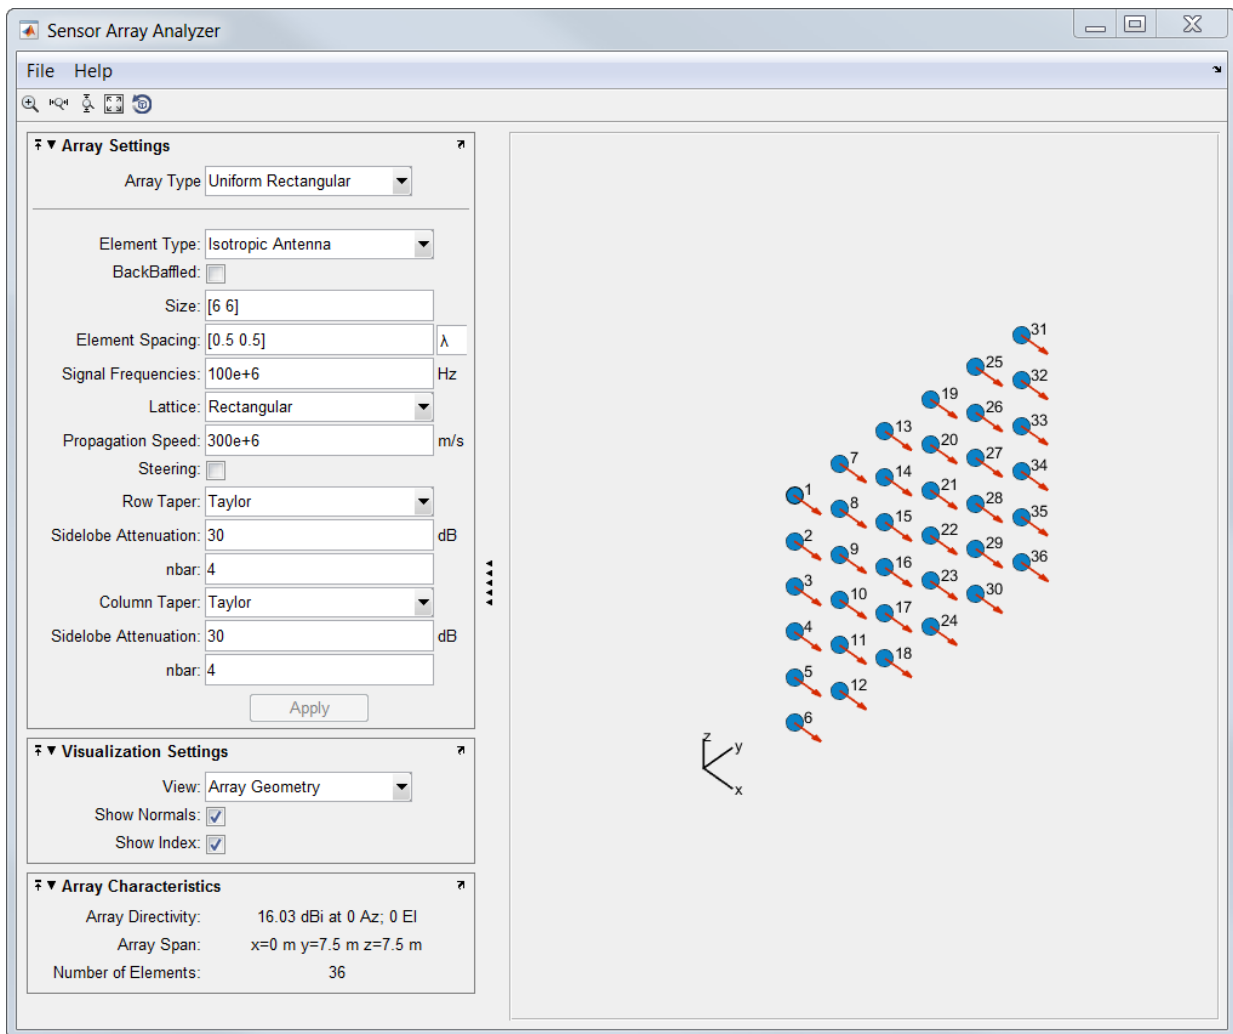 Sensor Array Analyzer
File Help
Array Settings
Array Type Uniform Rectangular
Element Type: Isotropic Antenna
BackBaffled:
Size: [6 6]
Element Spacing: [0.5 0.5] λ
Signal Frequencies: 100e+6 Hz
Lattice: Rectangular
Propagation Speed: 300e+6 m/s
Steering:
Row Taper: Taylor
Sidelobe Attenuation: 30 dB
nbar: 4
Column Taper: Taylor
Sidelobe Attenuation: 30 dB
nbar: 4
Apply
Visualization Settings
View: Array Geometry
Show Normals:
Show Index:
Array Characteristics
Array Directivity: 16.03 dBi at 0 Az; 0 El
Array Span: x=0 m y=7.5 m z=7.5 m
Number of Elements: 36
31
25
32
19
26
33
13
20
27
34
7
14
21
28
35
1
8
15
22
29
36
2
9
16
23
30
3
10
17
24
4
11
18
5
12
6
z
y
x